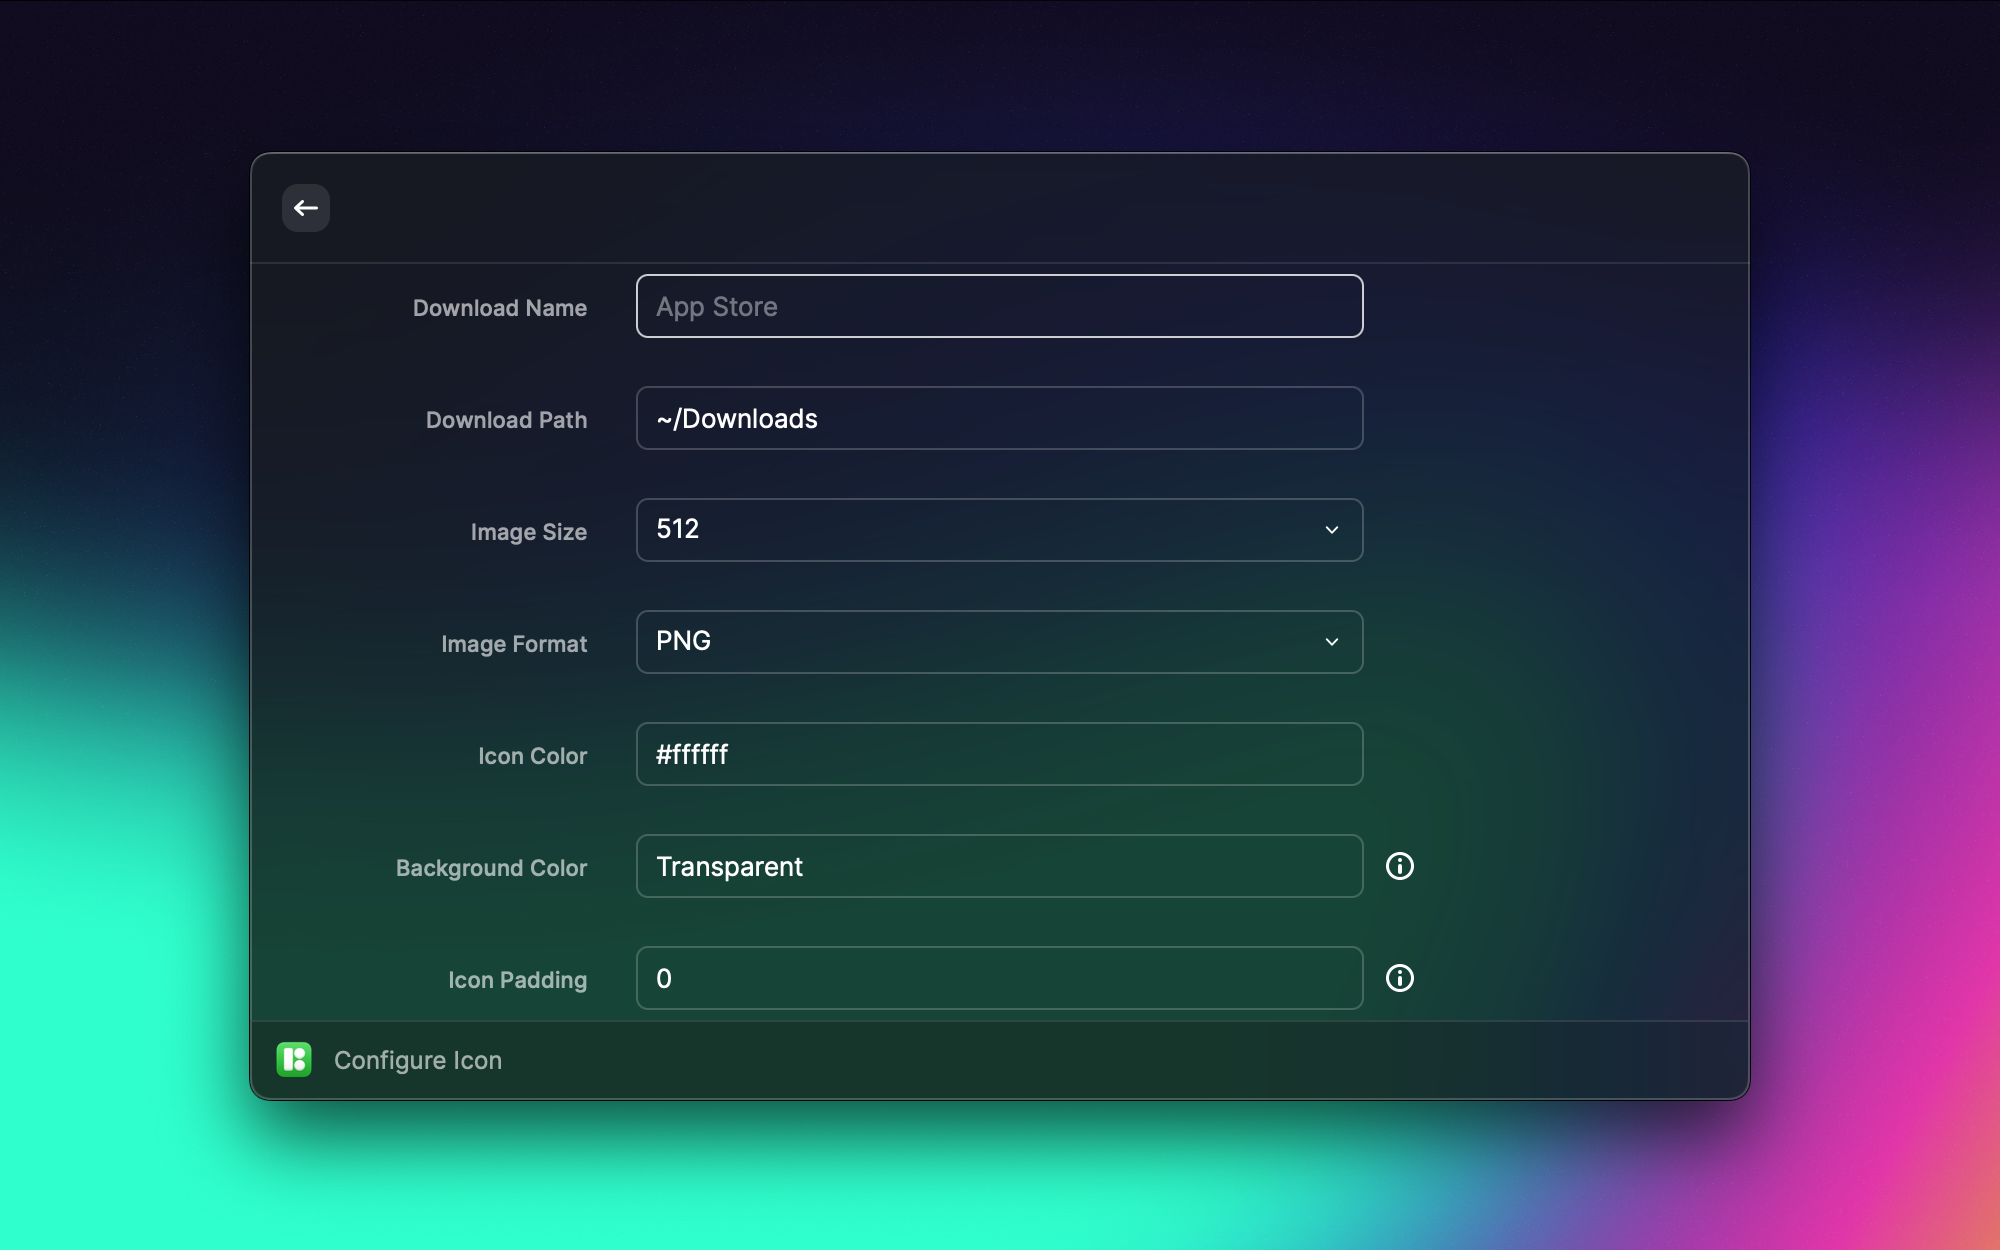 Download Name App Store
Download Path ~/Downloads
Image Size 512
Image Format PNG
Icon Color #ffffff
Background Color Transparent
Icon Padding 0
Configure Icon